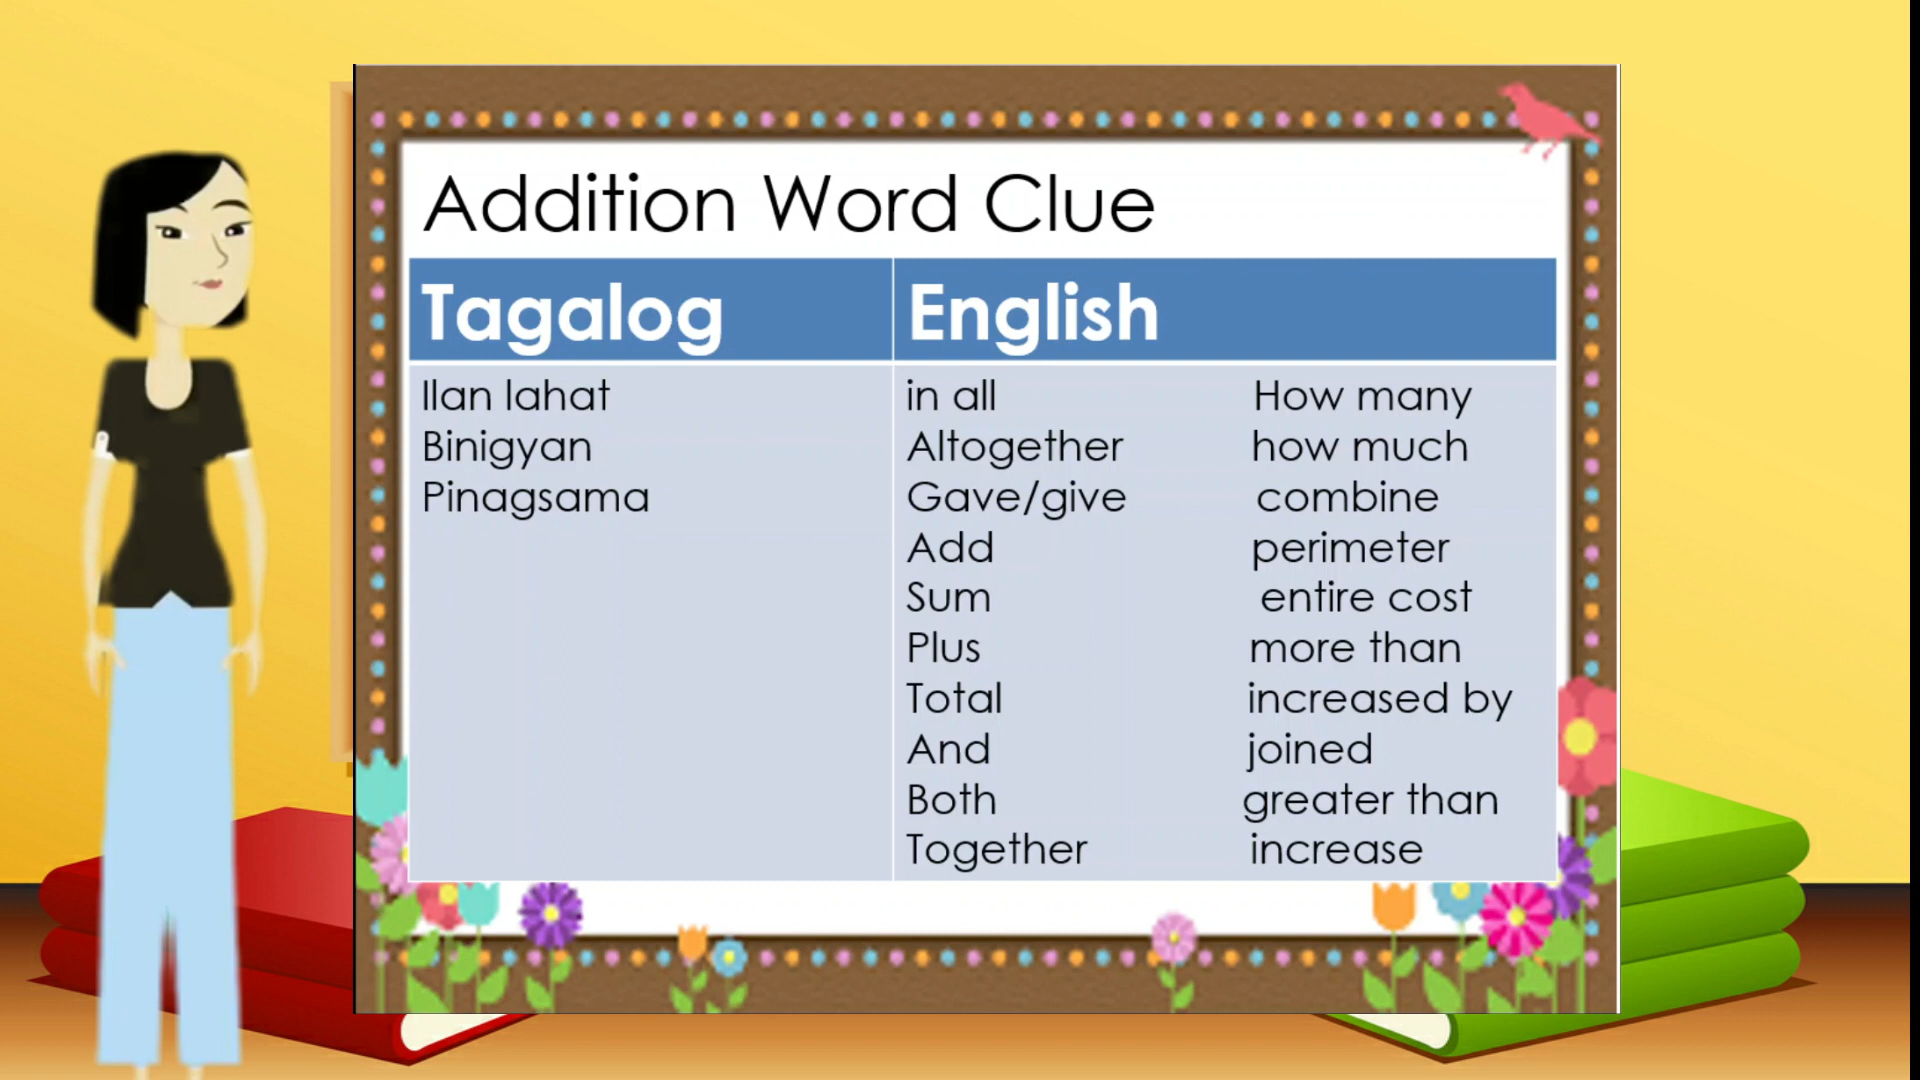 Addition Word Clue
Tagalog English
Ilan lahat
Binigyan
Pinagsama
in all How many
Altogether how much
Gave/give combine
Add perimeter
Sum entire cost
Plus more than
Total increased by
And joined
Both greater than
Together increase